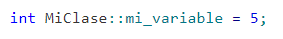 int MiClase::mi_variable = 5;